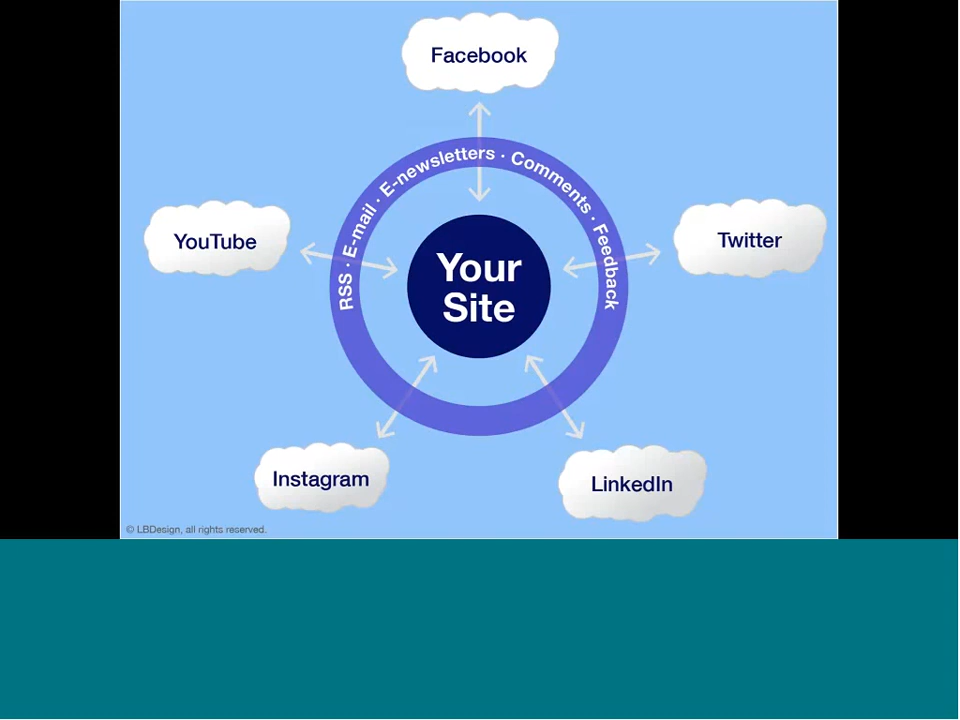 Facebook
RSS · E-mail · E-newsletters · Comments · Feedback
YouTube
Twitter
Your
Site
Instagram
LinkedIn
© LBDesign, all rights reserved.